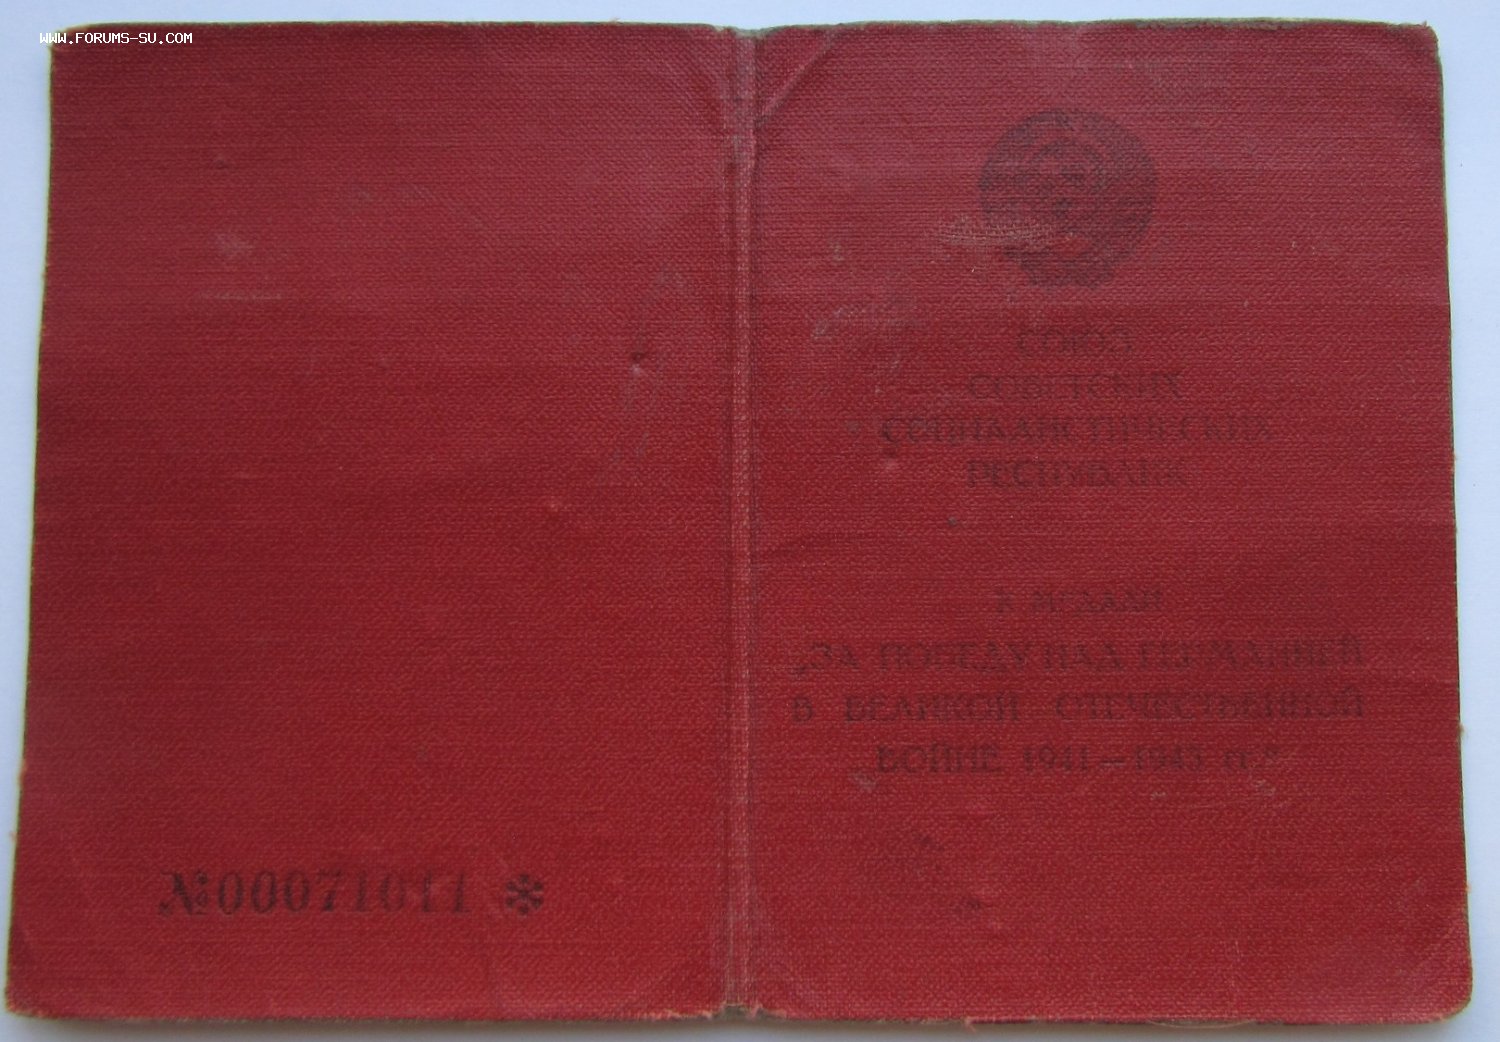 WWW.FORUMS-SU.COM
СОЮЗ
СОВЕТСКИХ
СОЦИАЛИСТИЧЕСКИХ
РЕСПУБЛИК
К МЕДАЛИ
„ЗА ПОБЕДУ НАД ГЕРМАНИЕЙ
В ВЕЛИКОЙ ОТЕЧЕСТВЕННОЙ
ВОЙНЕ 1941—1945 гг.“
№00071011 *